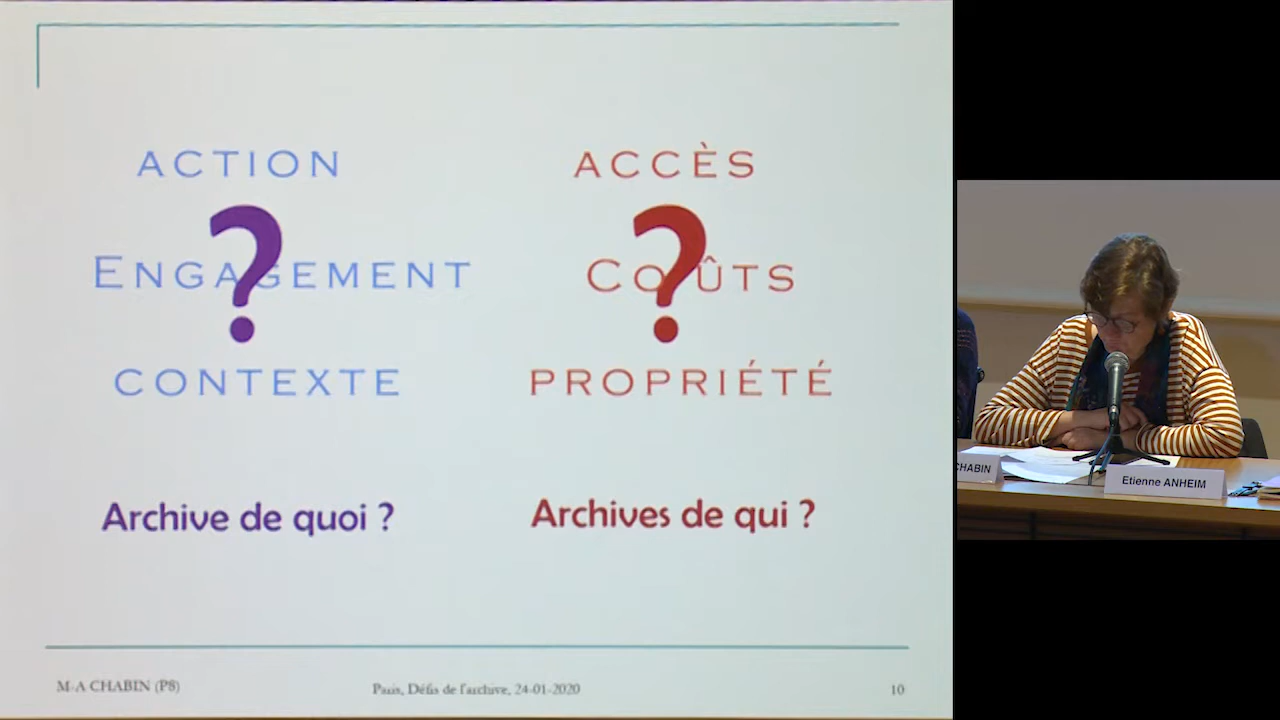 ACTION
ENGAGEMENT
CONTEXTE
?
Archive de quoi ?
ACCÈS
COÛTS
PROPRIÉTÉ
?
Archives de qui ?
M-A CHABIN (P8)
Paris, Défis de l'archive, 24-01-2020
10
CHABIN
Etienne ANHEIM